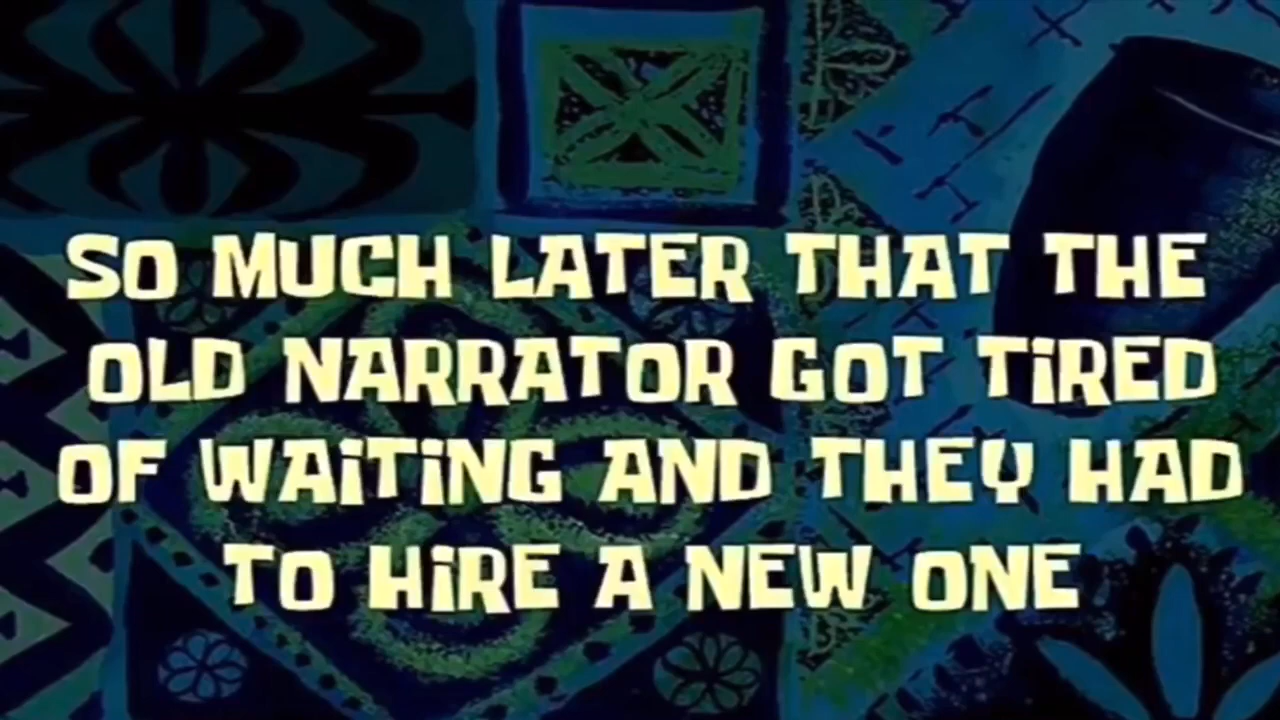 SO MUCH LATER THAT THE
OLD NARRATOR GOT TiRED
OF WAiTiNG AND THEY HAD
TO HiRE A NEW ONE